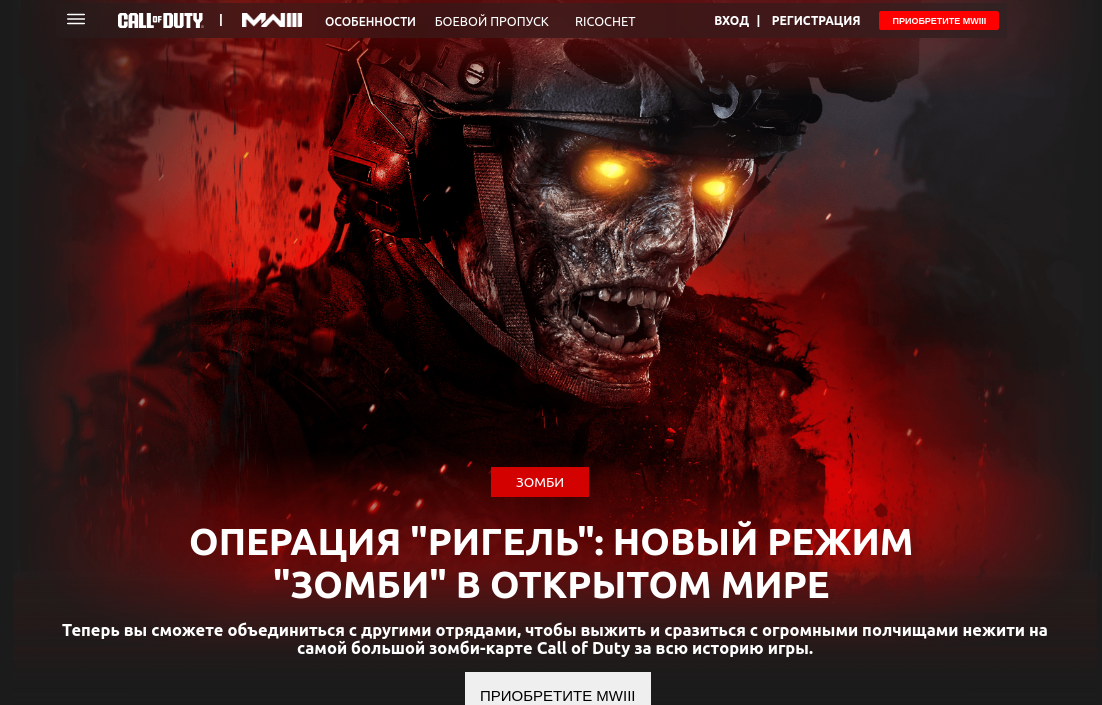 CALL OF DUTY | MWIII ОСОБЕННОСТИ БОЕВОЙ ПРОПУСК RICOCHET ВХОД | РЕГИСТРАЦИЯ ПРИОБРЕТИТЕ MWIII
ЗОМБИ
ОПЕРАЦИЯ "РИГЕЛЬ": НОВЫЙ РЕЖИМ
"ЗОМБИ" В ОТКРЫТОМ МИРЕ
Теперь вы сможете объединиться с другими отрядами, чтобы выжить и сразиться с огромными полчищами нежити на
самой большой зомби-карте Call of Duty за всю историю игры.
ПРИОБРЕТИТЕ MWIII